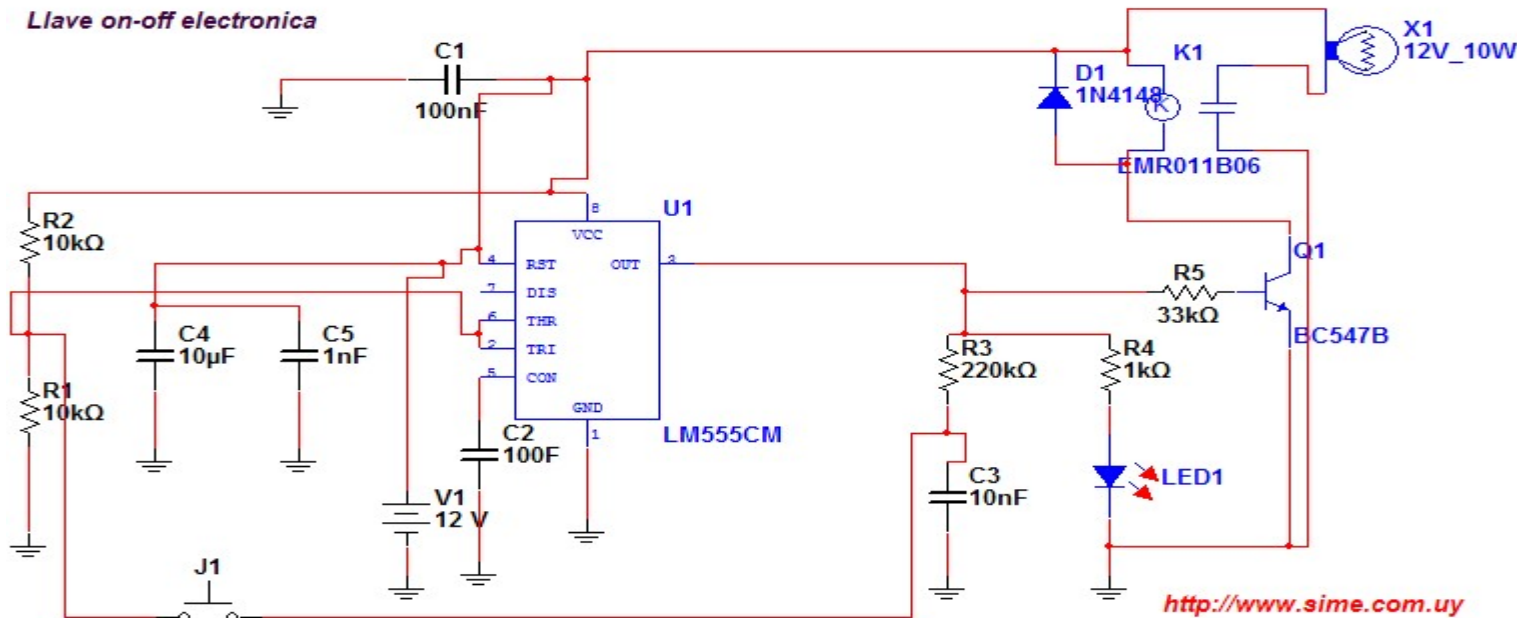 Llave on-off electronica
C1
100nF
X1
12V_10W
K1
D1
1N4148
K
EMR011B06
R2
10kΩ
U1
8
VCC
4
RST
OUT
3
7
DIS
6
THR
2
TRI
5
CON
GND
1
LM555CM
Q1
R5
33kΩ
BC547B
C4
10µF
C5
1nF
R3
220kΩ
R4
1kΩ
R1
10kΩ
C2
100F
C3
10nF
LED1
V1
12 V
J1
http://www.sime.com.uy